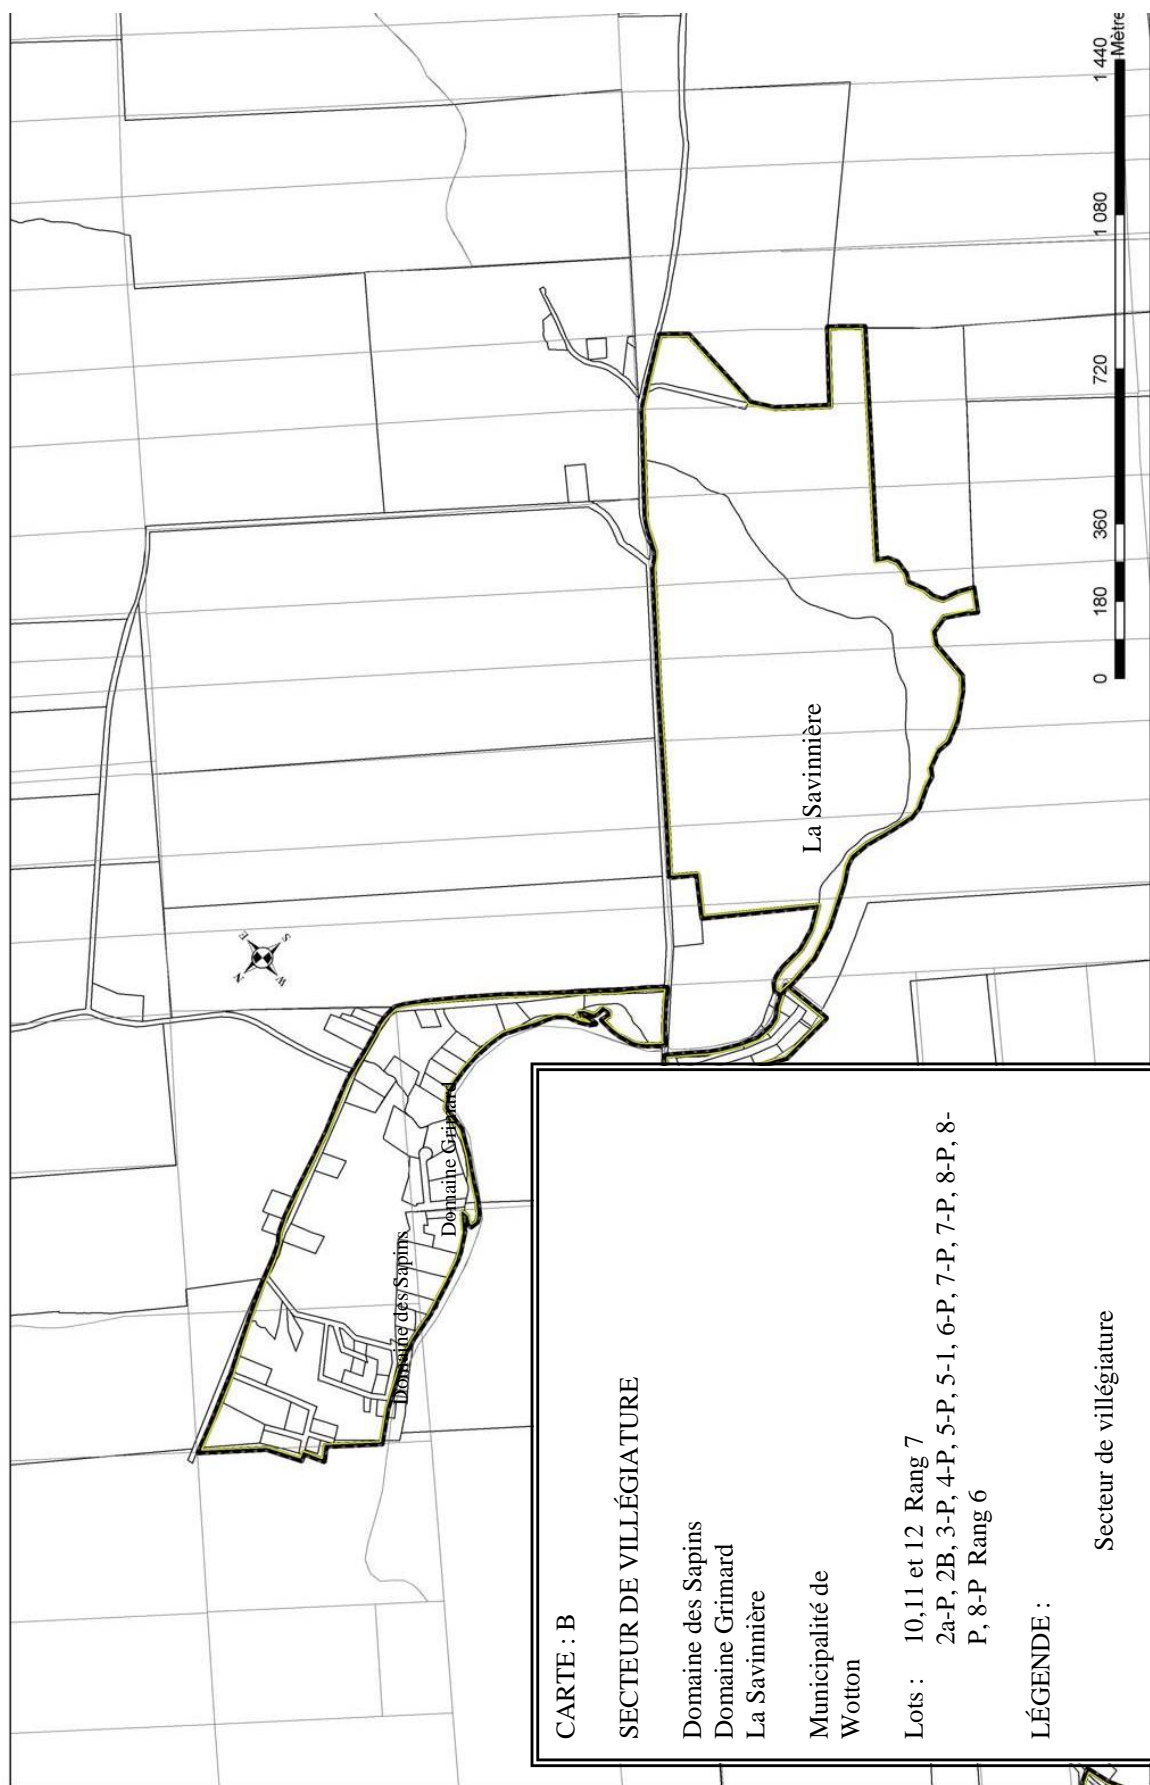 CARTE : B
SECTEUR DE VILLÉGIATURE
Domaine des Sapins
Domaine Grimard
La Savinnière
Municipalité de
Wotton
Lots : 10,11 et 12 Rang 7
2a-P, 2B, 3-P, 4-P, 5-P, 5-1, 6-P, 7-P, 7-P, 8-P, 8-
P, 8-P Rang 6
LÉGENDE :
Secteur de villégiature
Domaine des Sapins
Domaine Grimard
La Savinnière
N
E
S
W
0 180 360 720 1 080 1 440
Mètre